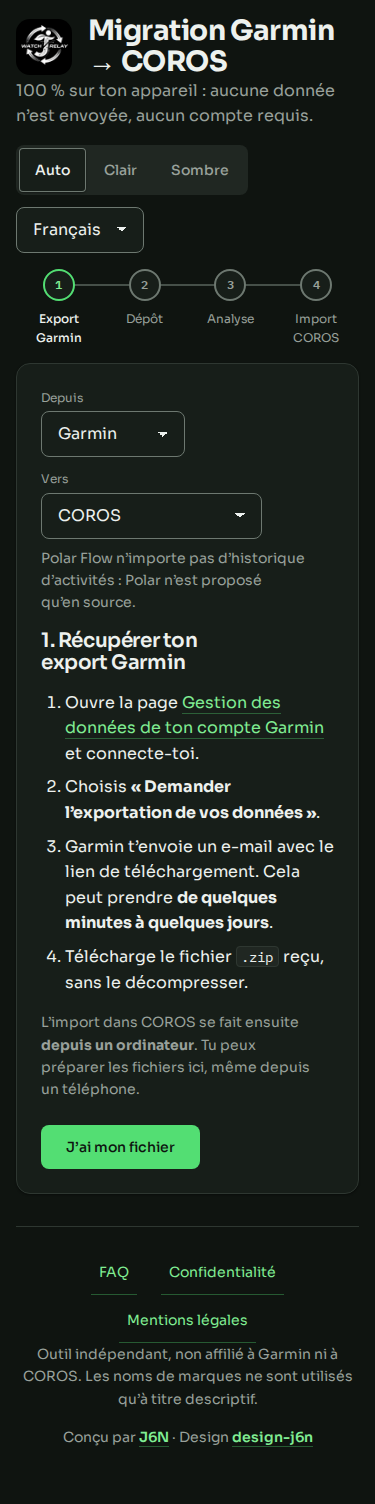 WATCH RELAY
Migration Garmin
→ COROS
100 % sur ton appareil : aucune donnée
n’est envoyée, aucun compte requis.
Auto Clair Sombre
Français
1 2 3 4
Export Dépôt Analyse Import
Garmin COROS
Depuis
Garmin
Vers
COROS
Polar Flow n’importe pas d’historique
d’activités : Polar n’est proposé
qu’en source.
1. Récupérer ton
export Garmin
1. Ouvre la page Gestion des
données de ton compte Garmin
et connecte-toi.
2. Choisis « Demander
l’exportation de vos données ».
3. Garmin t’envoie un e-mail avec le
lien de téléchargement. Cela
peut prendre de quelques
minutes à quelques jours.
4. Télécharge le fichier .zip reçu,
sans le décompresser.
L’import dans COROS se fait ensuite
depuis un ordinateur. Tu peux
préparer les fichiers ici, même depuis
un téléphone.
J’ai mon fichier
FAQ Confidentialité
Mentions légales
Outil indépendant, non affilié à Garmin ni à
COROS. Les noms de marques ne sont utilisés
qu’à titre descriptif.
Conçu par J6N · Design design-j6n